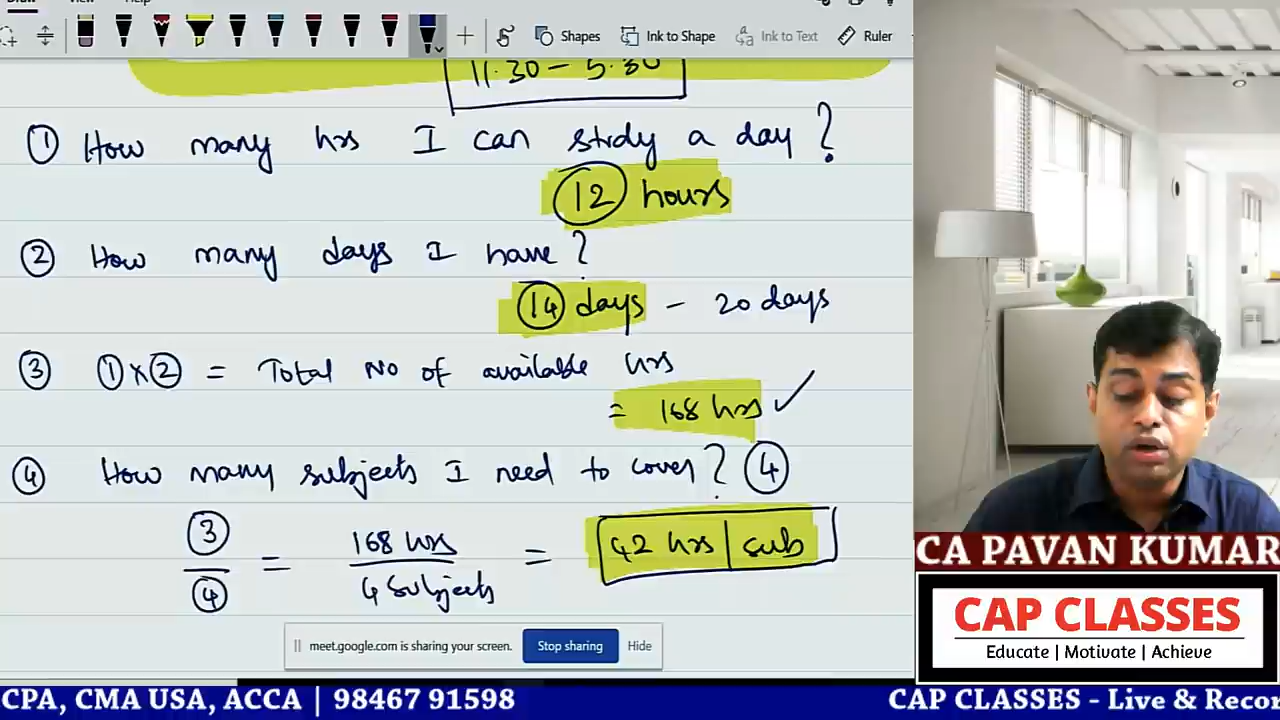 Shapes
Ink to Shape
Ink to Text
Ruler
11.30 - 5.30
① How many hrs I can study a day?
⑫ hours
② How many days I have?
⑭ days - 20 days
③ ① x ② = Total No of available hrs
= 168 hrs ✓
④ How many subjects I need to cover? ④
③/④ = 168 hrs/4 Subjects = 42 hrs | sub
meet.google.com is sharing your screen. Stop sharing Hide
CA PAVAN KUMAR
CAP CLASSES
Educate | Motivate | Achieve
CPA, CMA USA, ACCA | 98467 91598
CAP CLASSES - Live & Recor